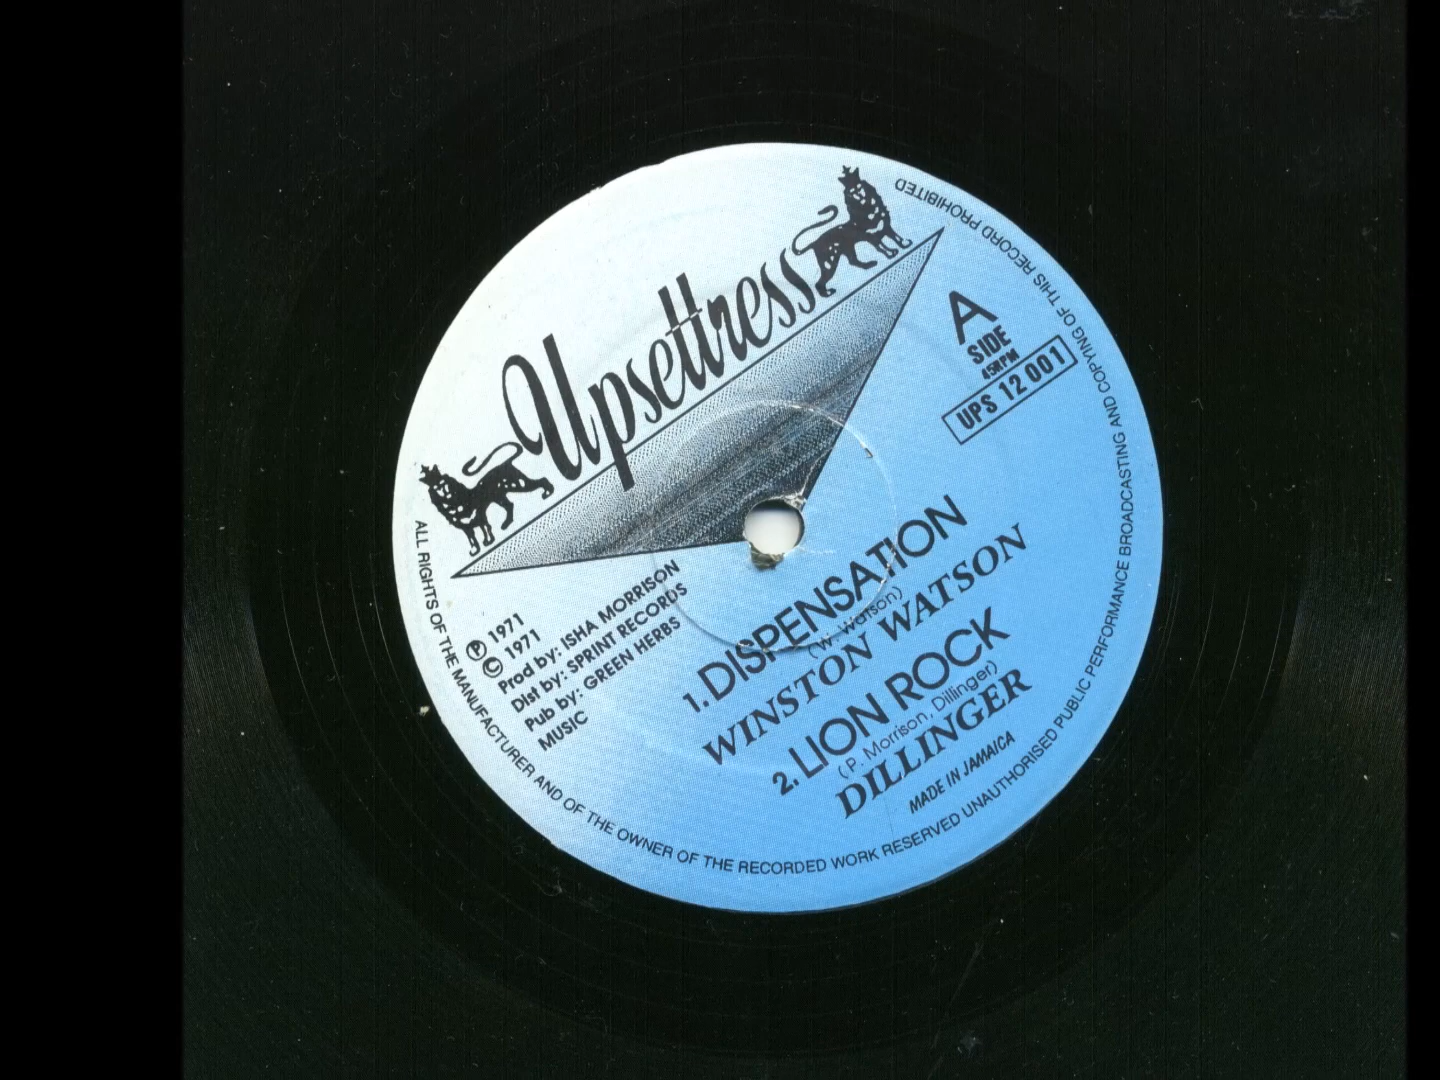 Upsettress
A
SIDE
45RPM
UPS 12 001
℗ 1971
© 1971
Prod by: ISHA MORRISON
Dist by: SPRINT RECORDS
Pub by: GREEN HERBS
MUSIC
1. DISPENSATION
(W. Watson)
WINSTON WATSON
2. LION ROCK
(P. Morrison, Dillinger)
DILLINGER
MADE IN JAMAICA
ALL RIGHTS OF THE MANUFACTURER AND OF THE OWNER OF THE RECORDED WORK RESERVED UNAUTHORISED PUBLIC PERFORMANCE BROADCASTING AND COPYING OF THIS RECORD PROHIBITED